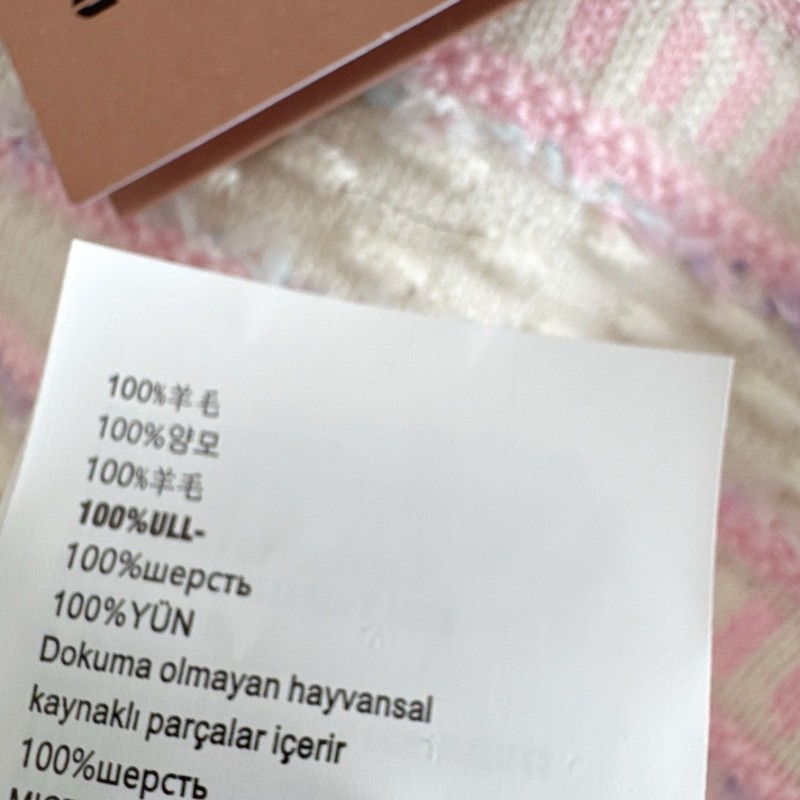 100%羊毛
100%양모
100%羊毛
100%ULL-
100%шерсть
100%YÜN
Dokuma olmayan hayvansal
kaynaklı parçalar içerir
100%шерсть